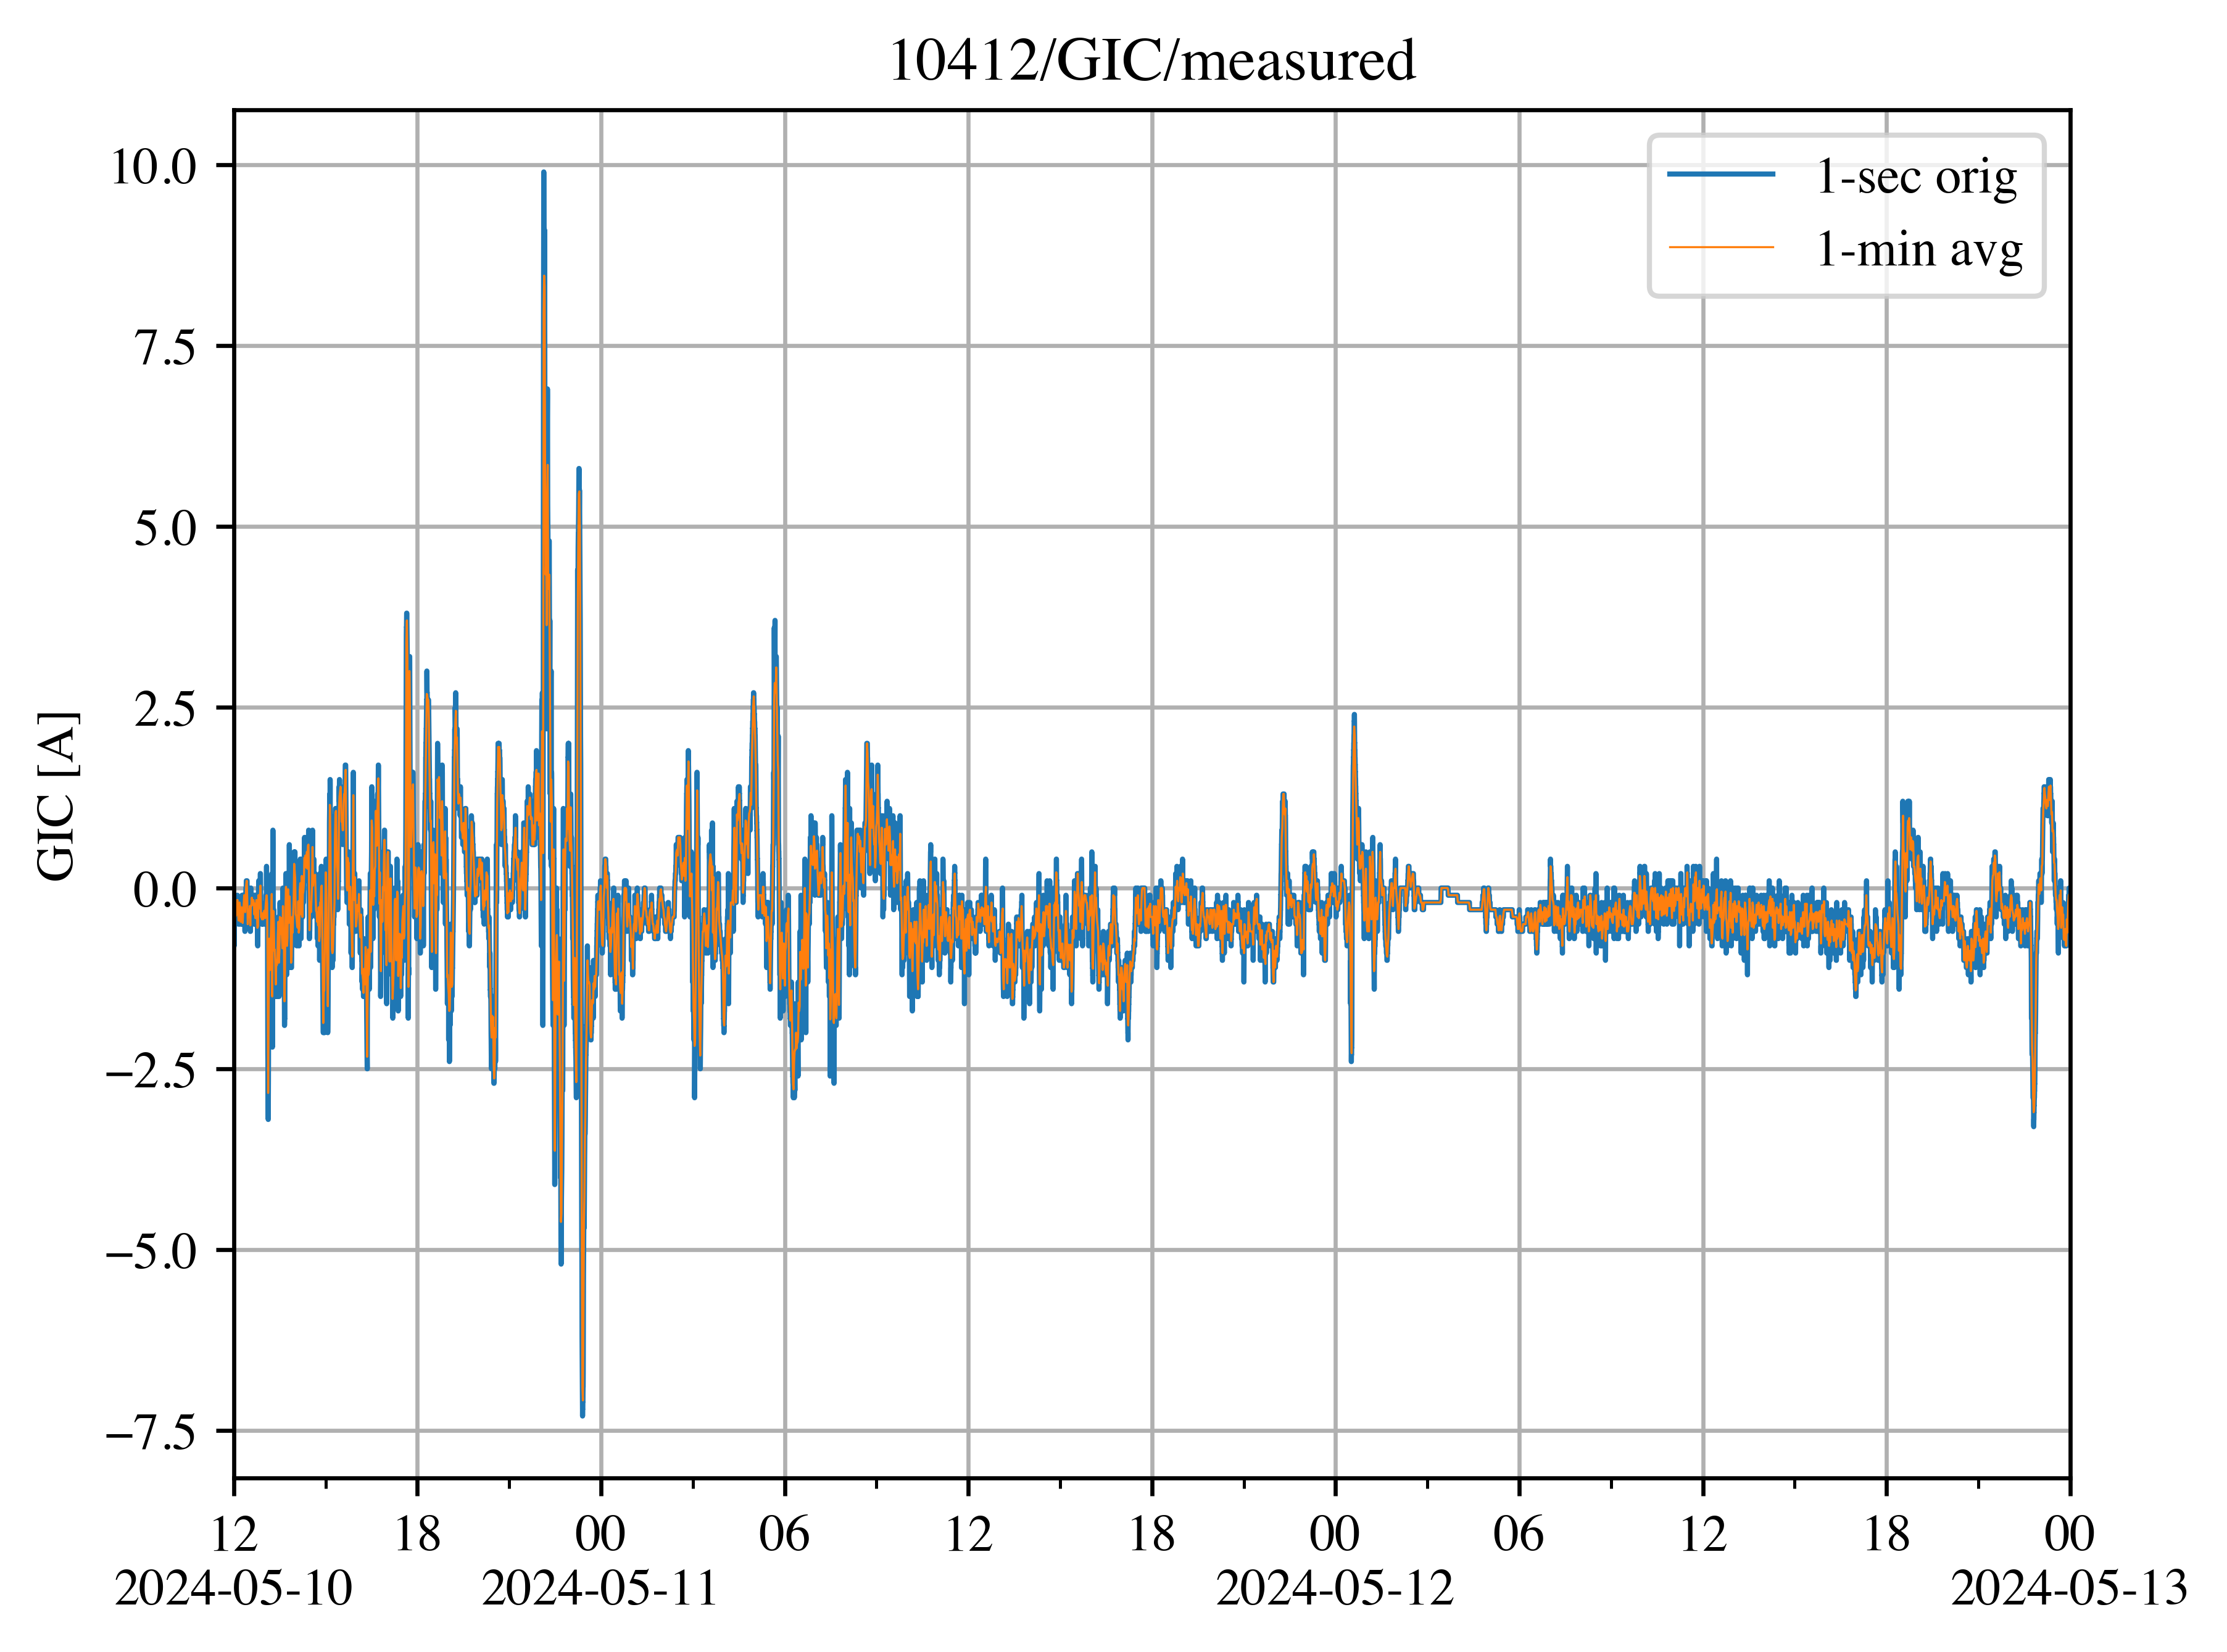 10412/GIC/measured
1-sec orig
1-min avg
GIC [A]
10.0
7.5
5.0
2.5
0.0
−2.5
−5.0
−7.5
12 18 00 06 12 18 00 06 12 18 00
2024-05-10 2024-05-11 2024-05-12 2024-05-13